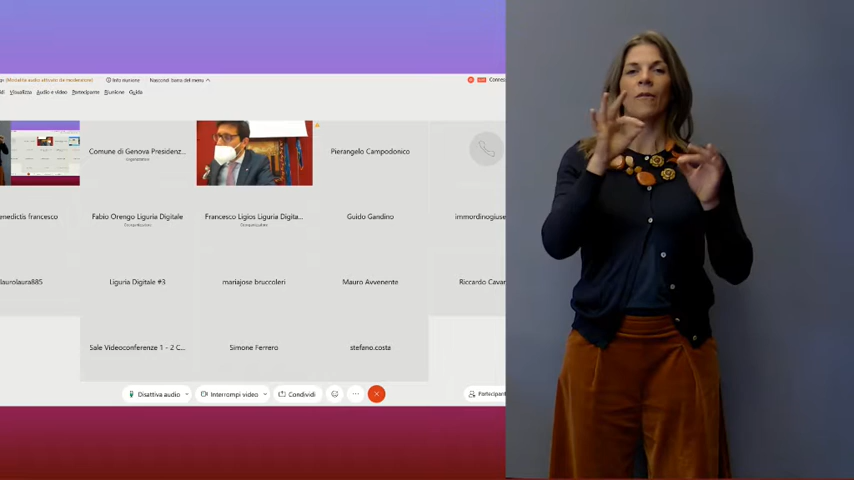 (Modalità audio attivata da moderatore) Info riunione Nascondi barra del menu
Visualizza Audio e video Partecipante Riunione Guida
Comune di Genova Presidenz...
Pierangelo Campodonico
Fabio Orengo Liguria Digitale
Francesco Ligios Liguria Digita...
Guido Gandino
immordinogiuse
enedictis francesco
laurolaura885
Liguria Digitale #3
mariajose bruccoleri
Mauro Avvenente
Riccardo Cavar
Sale Videoconferenze 1 - 2 C...
Simone Ferrero
stefano.costa
Disattiva audio Interrompi video Condividi
Partecipant